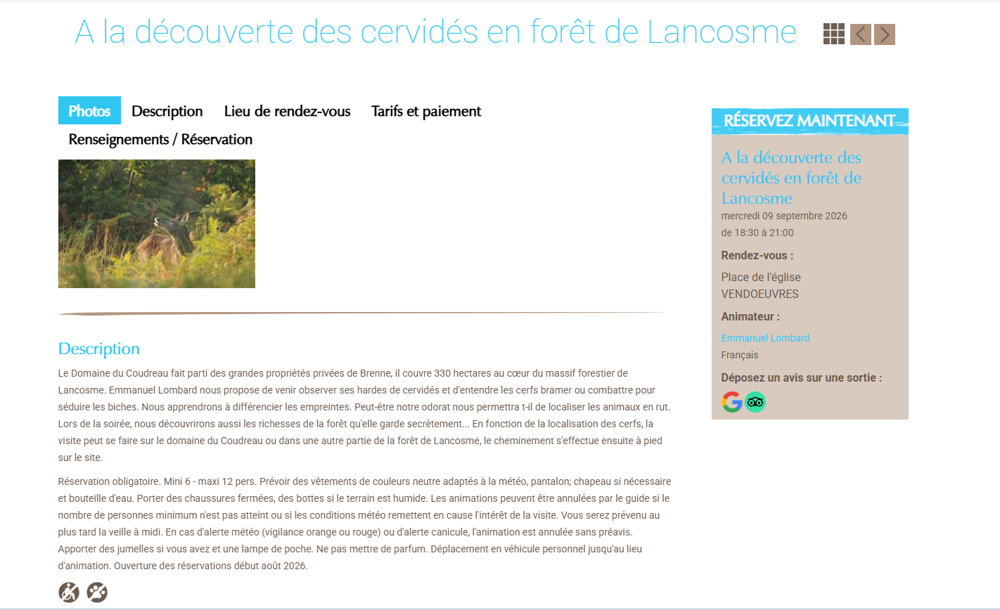 A la découverte des cervidés en forêt de Lancosme
Photos
Description
Lieu de rendez-vous
Tarifs et paiement
Renseignements / Réservation
Description
Le Domaine du Coudreau fait parti des grandes propriétés privées de Brenne, il couvre 330 hectares au cœur du massif forestier de
Lancosme. Emmanuel Lombard nous propose de venir observer ses hardes de cervidés et d'entendre les cerfs bramer ou combattre pour
séduire les biches. Nous apprendrons à différencier les empreintes. Peut-être notre odorat nous permettra t-il de localiser les animaux en rut.
Lors de la soirée, nous découvrirons aussi les richesses de la forêt qu'elle garde secrètement... En fonction de la localisation des cerfs, la
visite peut se faire sur le domaine du Coudreau ou dans une autre partie de la forêt de Lancosme, le cheminement s'effectue ensuite à pied
sur le site.
Réservation obligatoire. Mini 6 - maxi 12 pers. Prévoir des vêtements de couleurs neutre adaptés à la météo, pantalon; chapeau si nécessaire
et bouteille d'eau. Porter des chaussures fermées, des bottes si le terrain est humide. Les animations peuvent être annulées par le guide si le
nombre de personnes minimum n'est pas atteint ou si les conditions météo remettent en cause l'intérêt de la visite. Vous serez prévenu au
plus tard la veille à midi. En cas d'alerte météo (vigilance orange ou rouge) ou d'alerte canicule, l'animation est annulée sans préavis.
Apporter des jumelles si vous avez et une lampe de poche. Ne pas mettre de parfum. Déplacement en véhicule personnel jusqu'au lieu
d'animation. Ouverture des réservations début août 2026.
RÉSERVEZ MAINTENANT
A la découverte des
cervidés en forêt de
Lancosme
mercredi 09 septembre 2026
de 18:30 à 21:00
Rendez-vous :
Place de l'église
VENDOEUVRES
Animateur :
Emmanuel Lombard
Français
Déposez un avis sur une sortie :